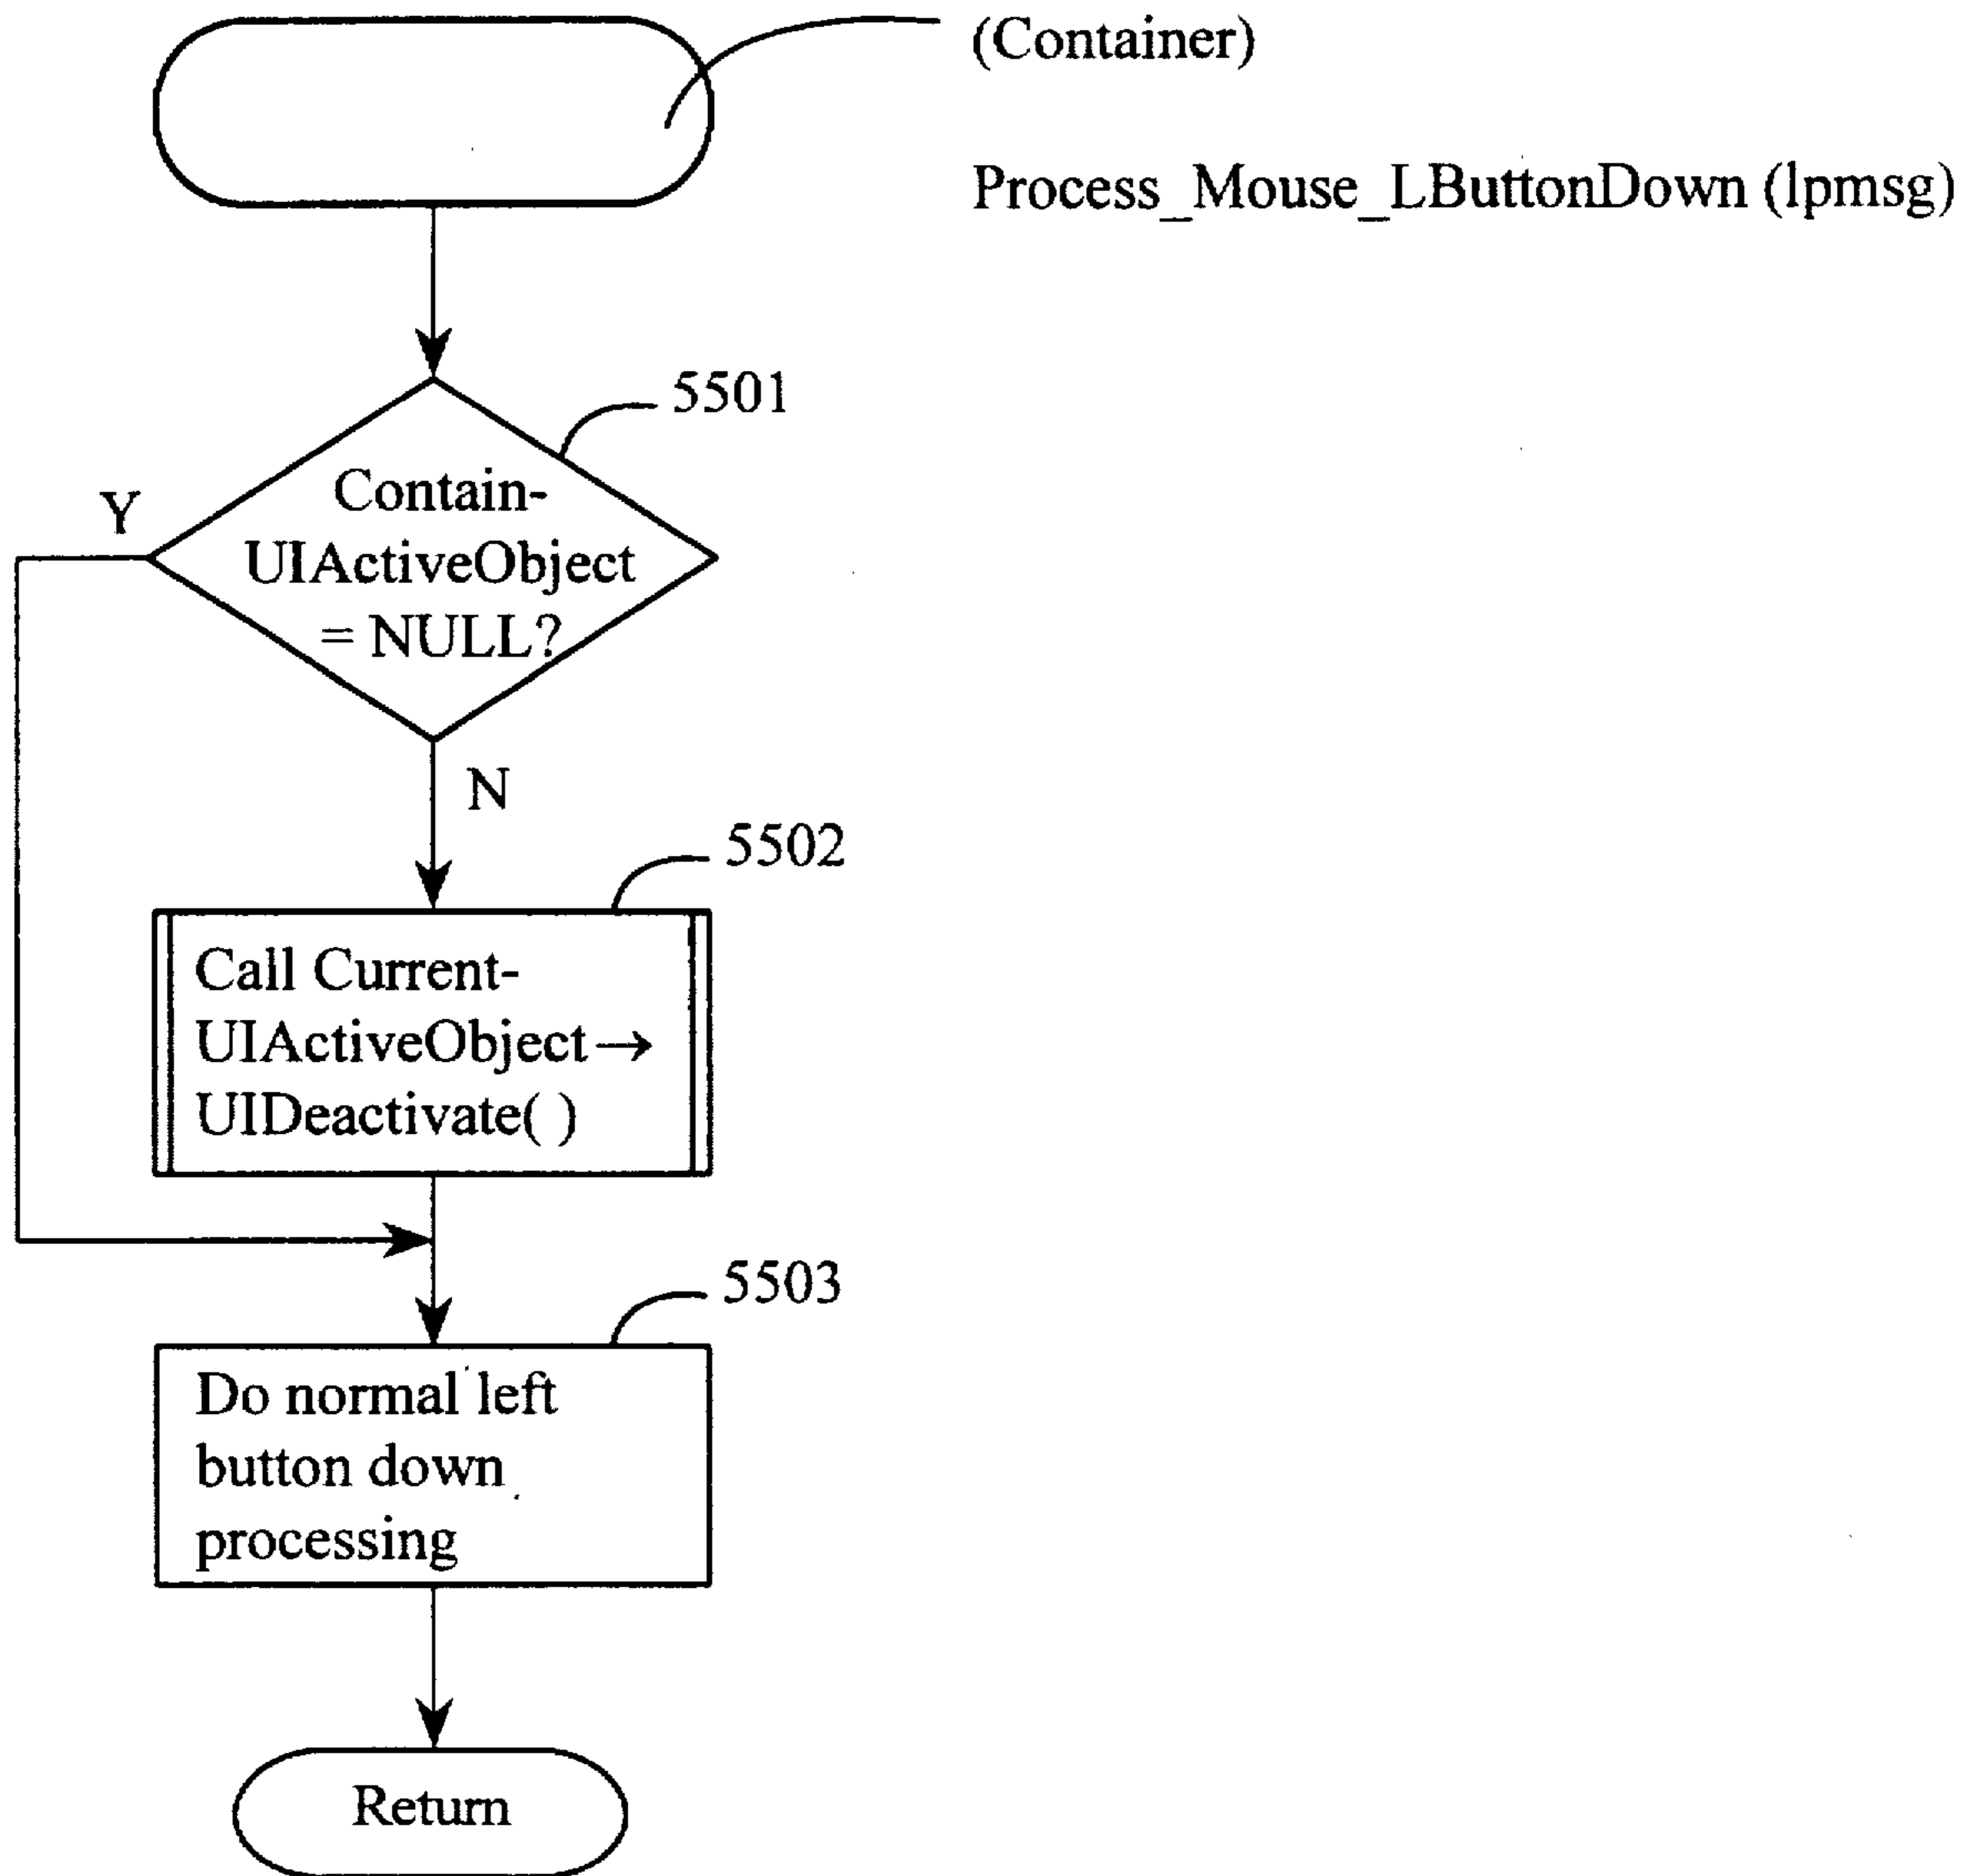 (Container)
Process_Mouse_LButtonDown (lpmsg)
5501
Contain-
UIActiveObject
= NULL?
Y
N
5502
Call Current-
UIActiveObject→
UIDeactivate( )
5503
Do normal left
button down
processing
Return